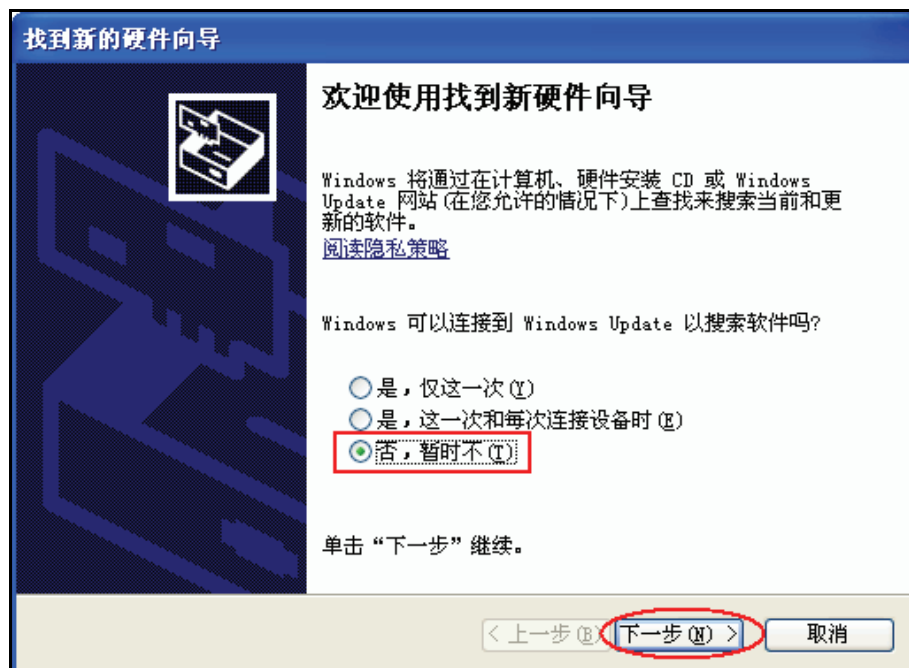 找到新的硬件向导
欢迎使用找到新硬件向导
Windows 将通过在计算机、硬件安装 CD 或 Windows
Update 网站(在您允许的情况下)上查找来搜索当前和更
新的软件。
阅读隐私策略
Windows 可以连接到 Windows Update 以搜索软件吗?
是，仅这一次(Y)
是，这一次和每次连接设备时(E)
否，暂时不(T)
单击“下一步”继续。
< 上一步(B) 下一步(N) > 取消